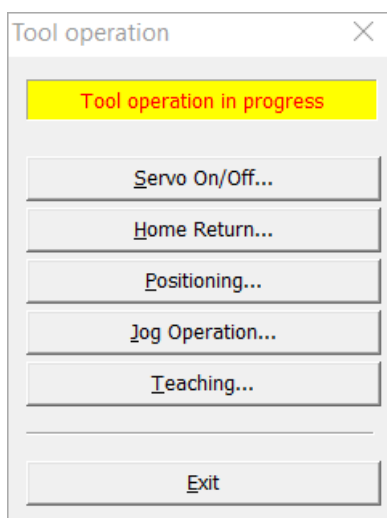 Tool operation
Tool operation in progress
Servo On/Off...
Home Return...
Positioning...
Jog Operation...
Teaching...
Exit